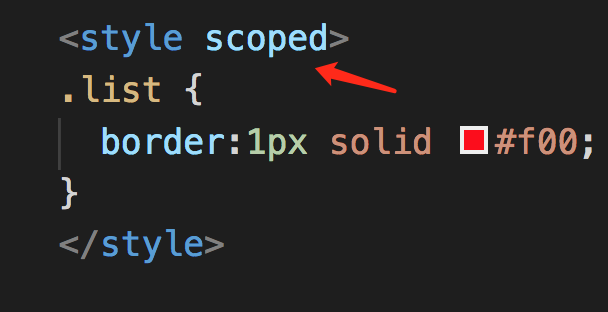 <style scoped>
.list {
border:1px solid #f00;
}
</style>